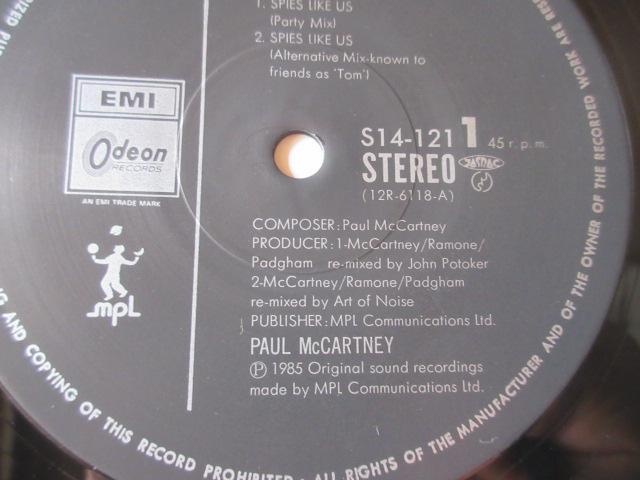 1. SPIES LIKE US
(Party Mix)
2. SPIES LIKE US
(Alternative Mix-known to
friends as 'Tom')
EMI
Odeon
RECORDS
AN EMI TRADE MARK
S14-121 1 45 r.p.m.
STEREO
(12R-6118-A)
mpL
COMPOSER:Paul McCartney
PRODUCER:1-McCartney/Ramone/
Padgham re-mixed by John Potoker
2-McCartney/Ramone/Padgham
re-mixed by Art of Noise
PUBLISHER:MPL Communications Ltd.
PAUL McCARTNEY
Ⓟ 1985 Original sound recordings
made by MPL Communications Ltd.
AND COPYING OF THIS RECORD PROHIBITED · ALL RIGHTS OF THE MANUFACTURER AND OF THE OWNER OF THE RECORDED WORK ARE